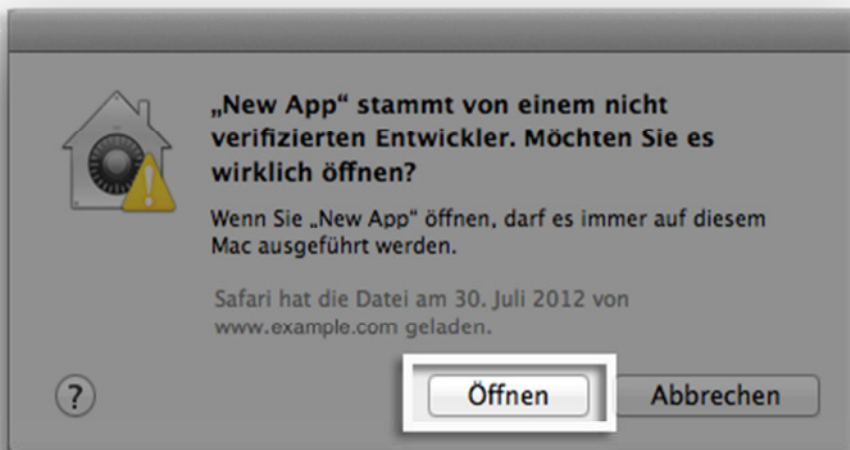 „New App“ stammt von einem nicht
verifizierten Entwickler. Möchten Sie es
wirklich öffnen?
Wenn Sie „New App“ öffnen, darf es immer auf diesem
Mac ausgeführt werden.
Safari hat die Datei am 30. Juli 2012 von
www.example.com geladen.
?
Öffnen
Abbrechen